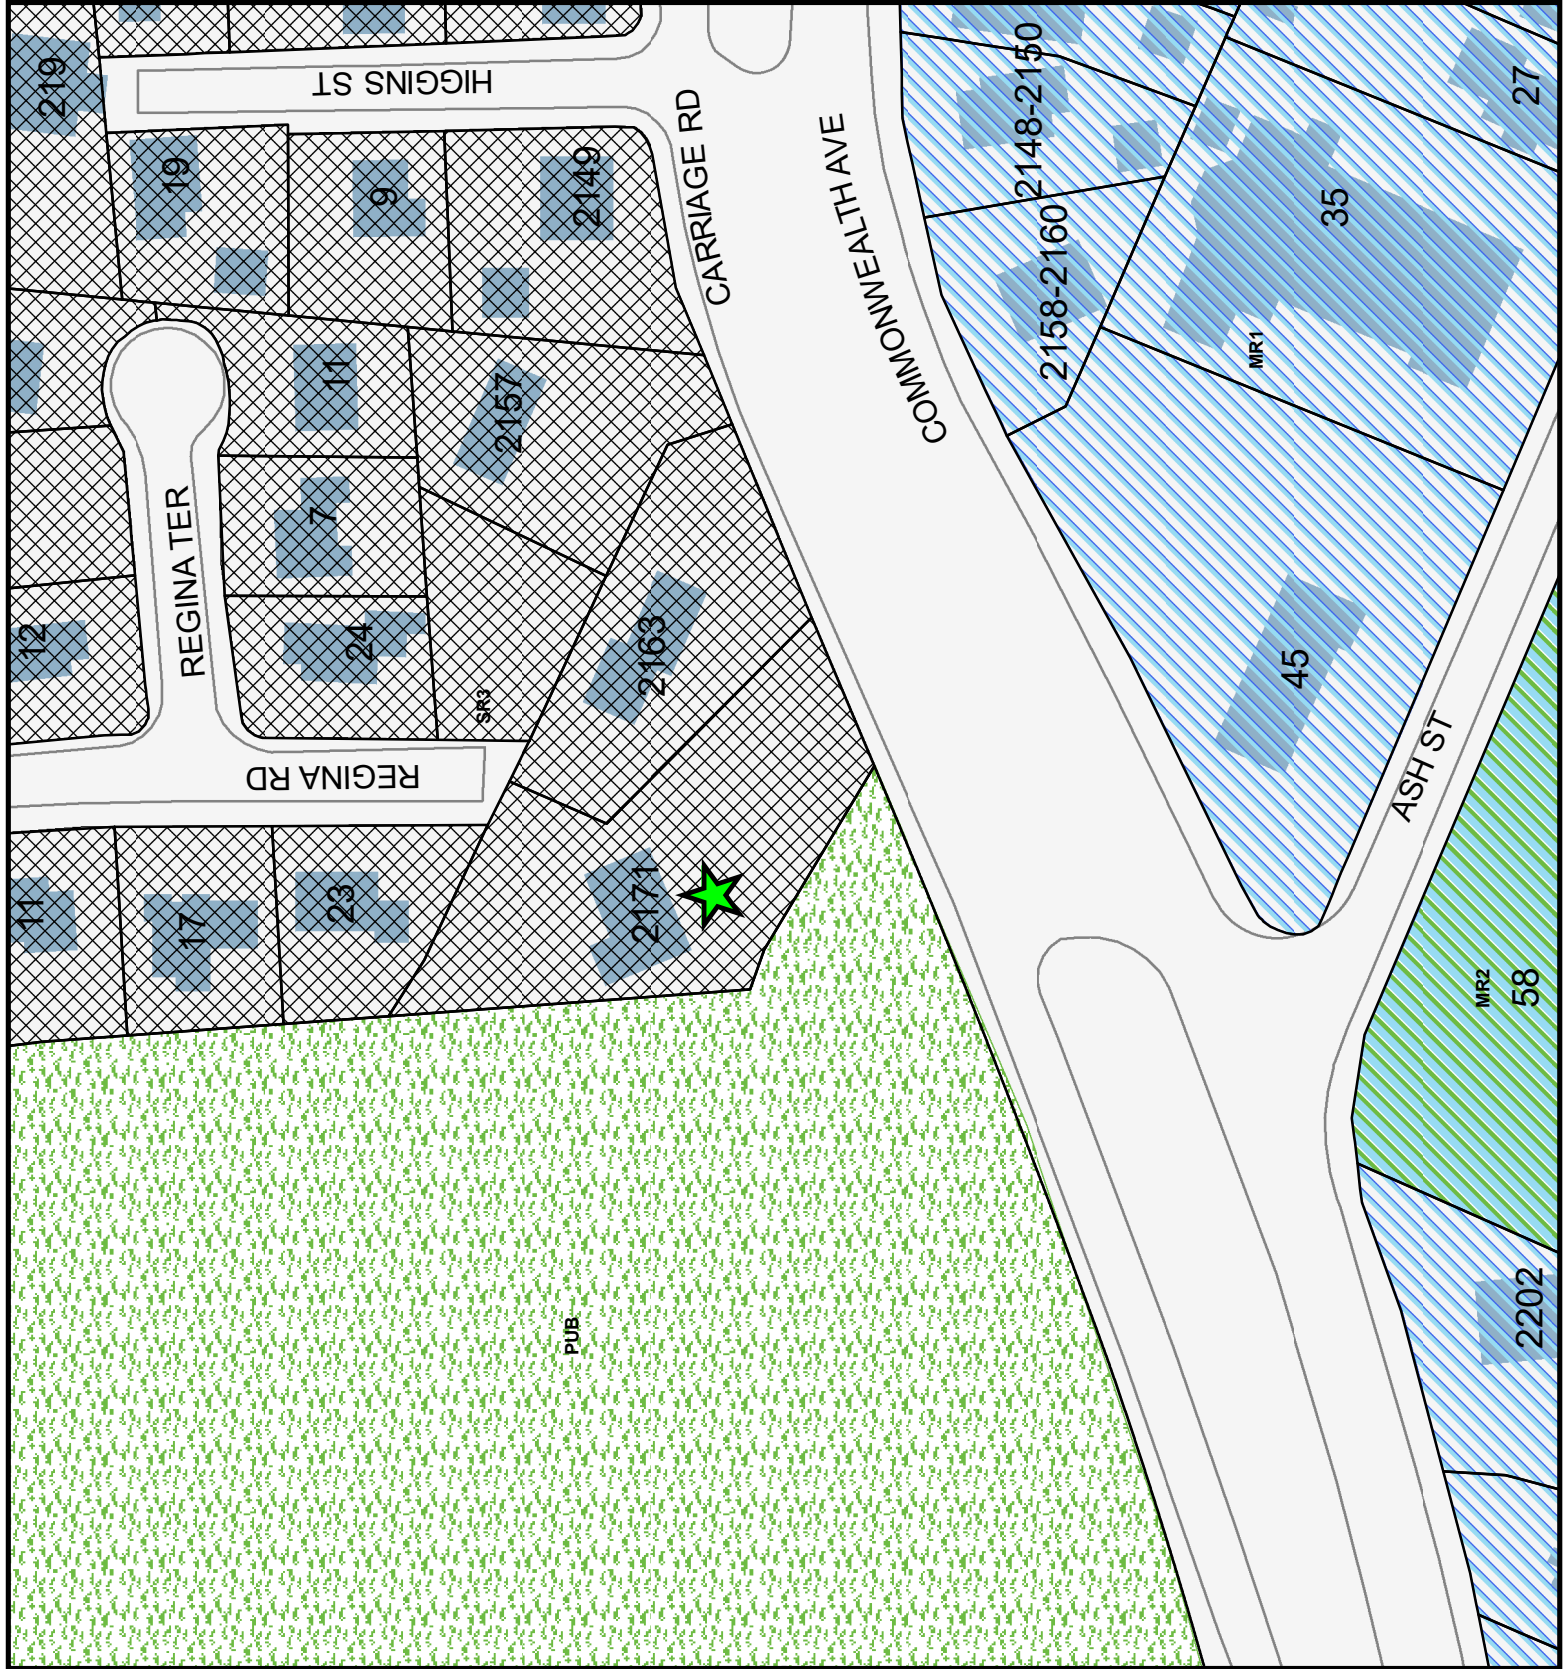 219
HIGGINS ST
19
9
2149
CARRIAGE RD
COMMONWEALTH AVE
2148-2150
27
35
2158-2160
MR1
11
2157
7
REGINA TER
12
24
SR3
2163
45
REGINA RD
ASH ST
11
17
23
2171
MR2
58
PUB
2202